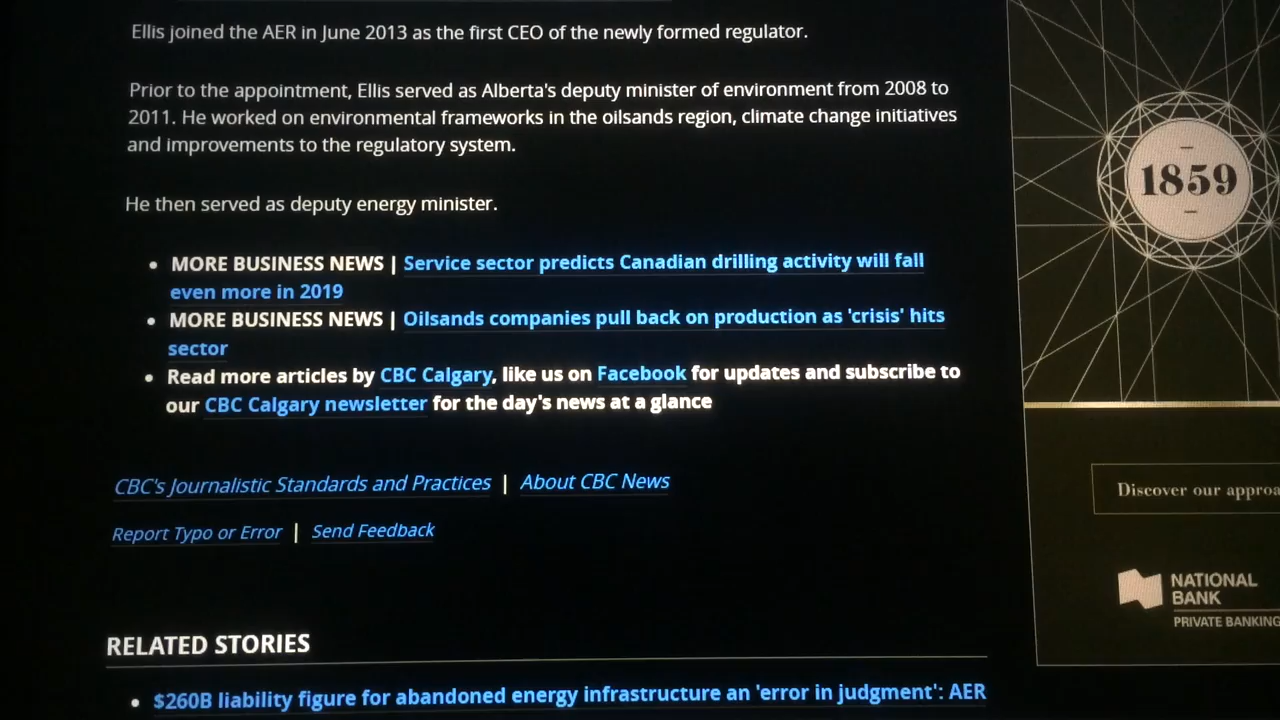 Ellis joined the AER in June 2013 as the first CEO of the newly formed regulator.
Prior to the appointment, Ellis served as Alberta's deputy minister of environment from 2008 to
2011. He worked on environmental frameworks in the oilsands region, climate change initiatives
and improvements to the regulatory system.
He then served as deputy energy minister.
• MORE BUSINESS NEWS | Service sector predicts Canadian drilling activity will fall
even more in 2019
• MORE BUSINESS NEWS | Oilsands companies pull back on production as 'crisis' hits
sector
• Read more articles by CBC Calgary, like us on Facebook for updates and subscribe to
our CBC Calgary newsletter for the day's news at a glance
CBC's Journalistic Standards and Practices | About CBC News
Report Typo or Error | Send Feedback
RELATED STORIES
• $260B liability figure for abandoned energy infrastructure an 'error in judgment': AER
1859
Discover our
NATIONAL
BANK
PRIVATE BANKING